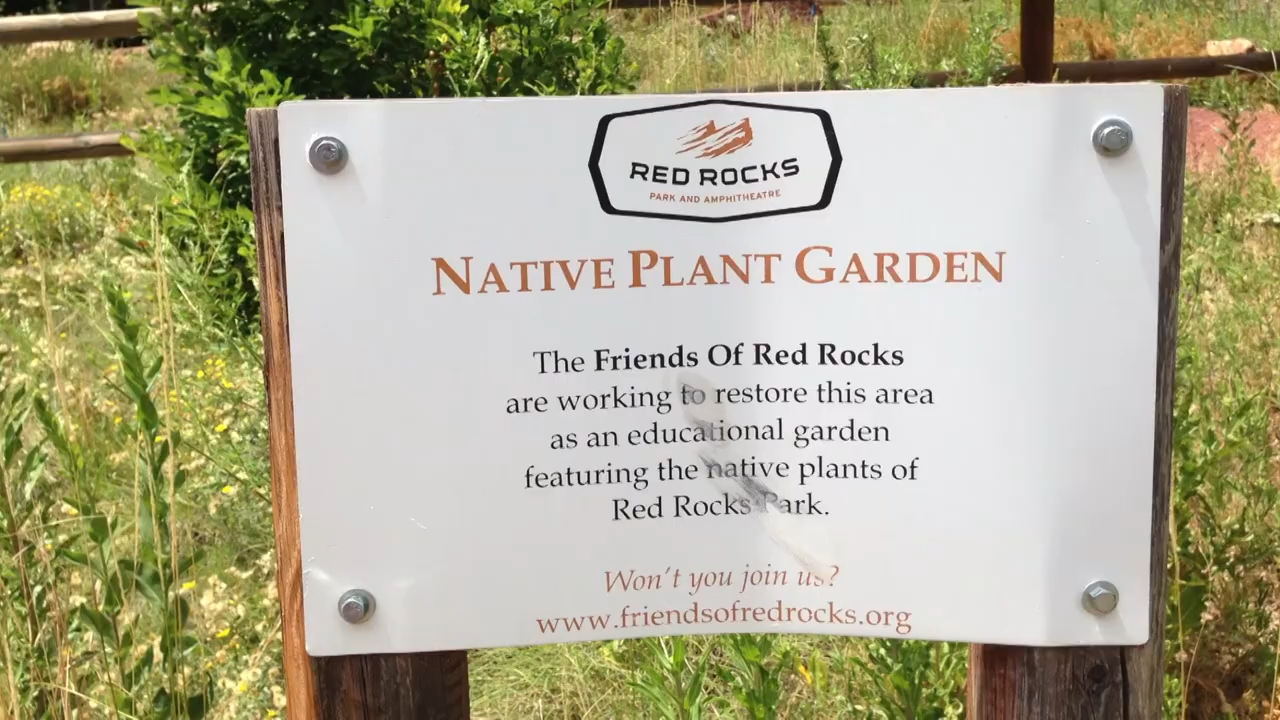 RED ROCKS
PARK AND AMPHITHEATRE
NATIVE PLANT GARDEN
The Friends Of Red Rocks
are working to restore this area
as an educational garden
featuring the native plants of
Red Rocks Park.
Won't you join us?
www.friendsofredrocks.org